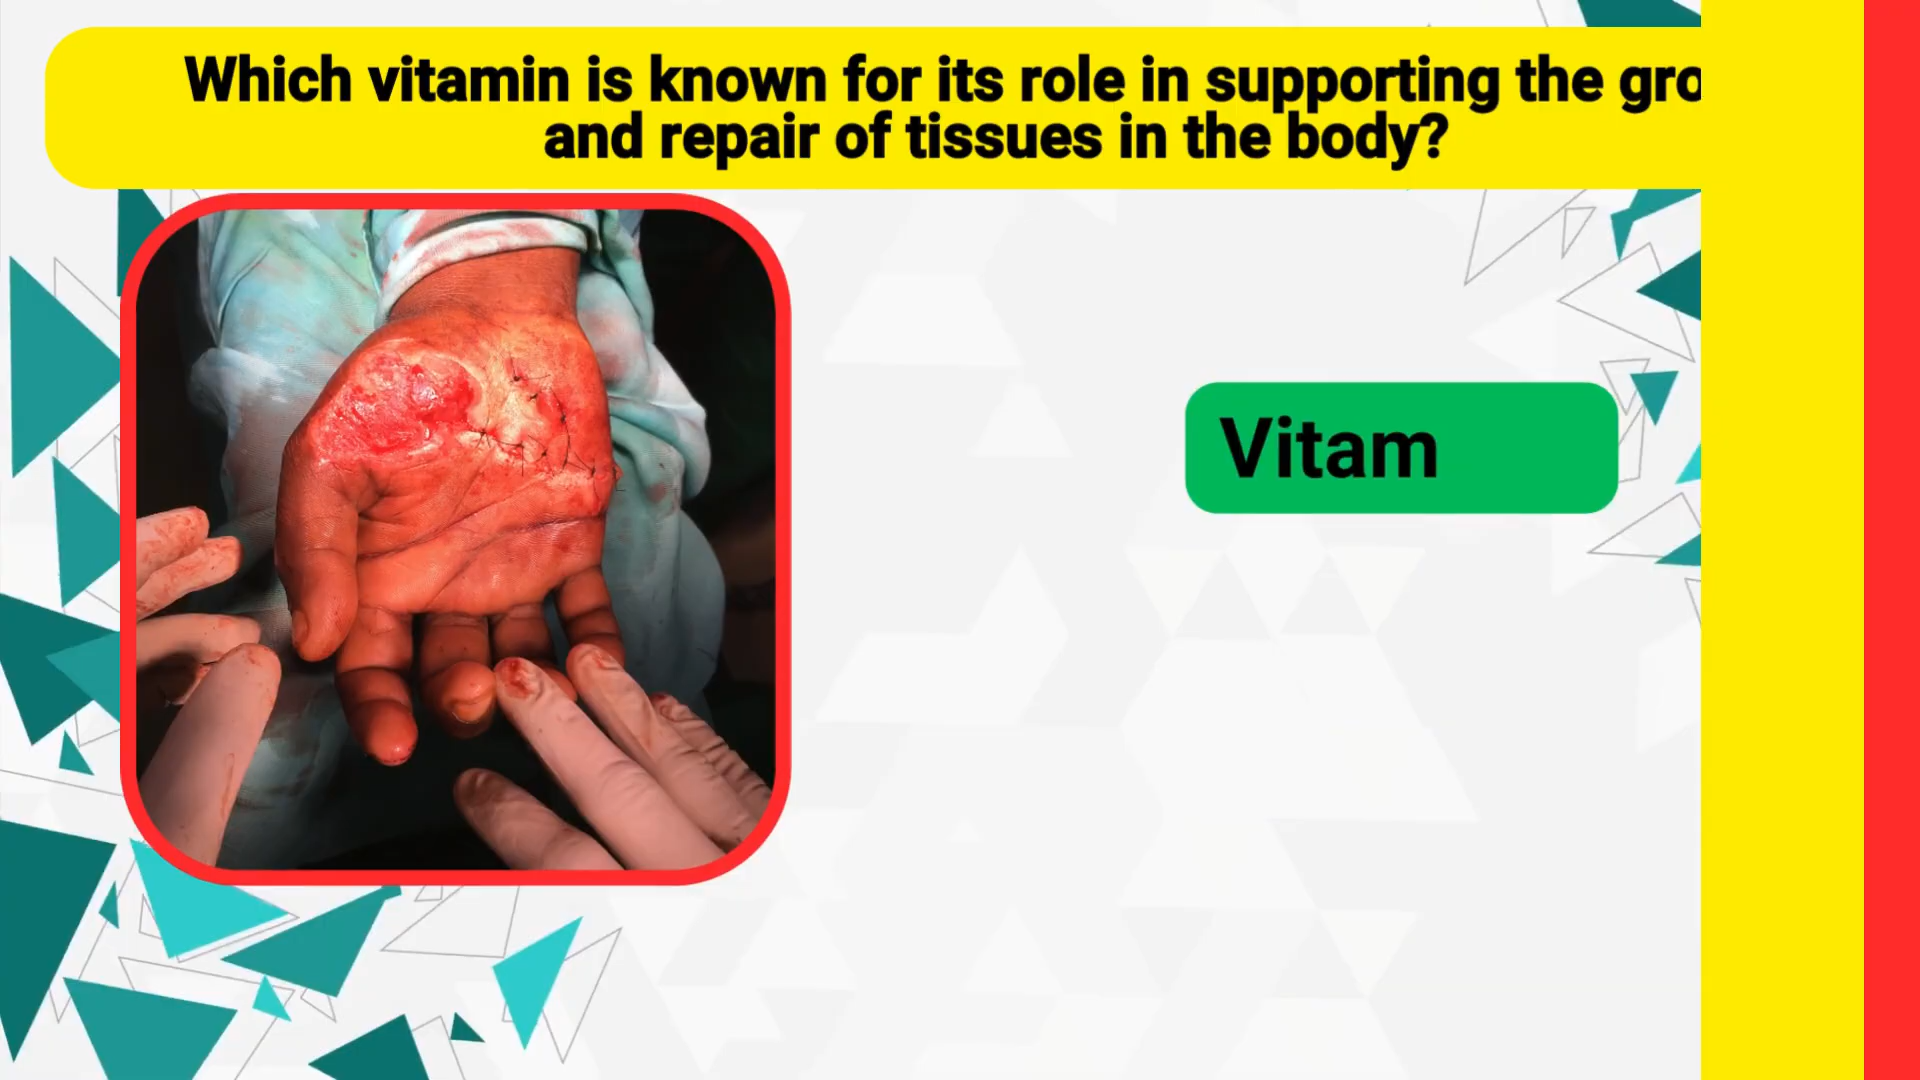 Which vitamin is known for its role in supporting the gro
and repair of tissues in the body?
Vitam